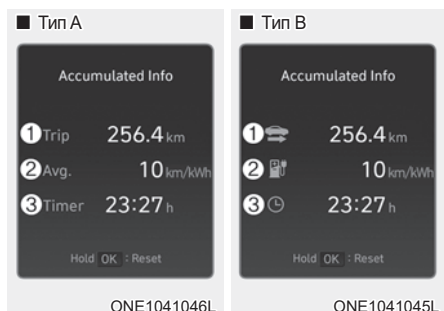 ■ Тип A
Accumulated Info
① Trip 256.4 km
② Avg. 10 km/kWh
③ Timer 23:27 h
Hold OK : Reset
ONE1041046L
■ Тип B
Accumulated Info
① 256.4 km
② 10 km/kWh
③ 23:27 h
Hold OK : Reset
ONE1041045L